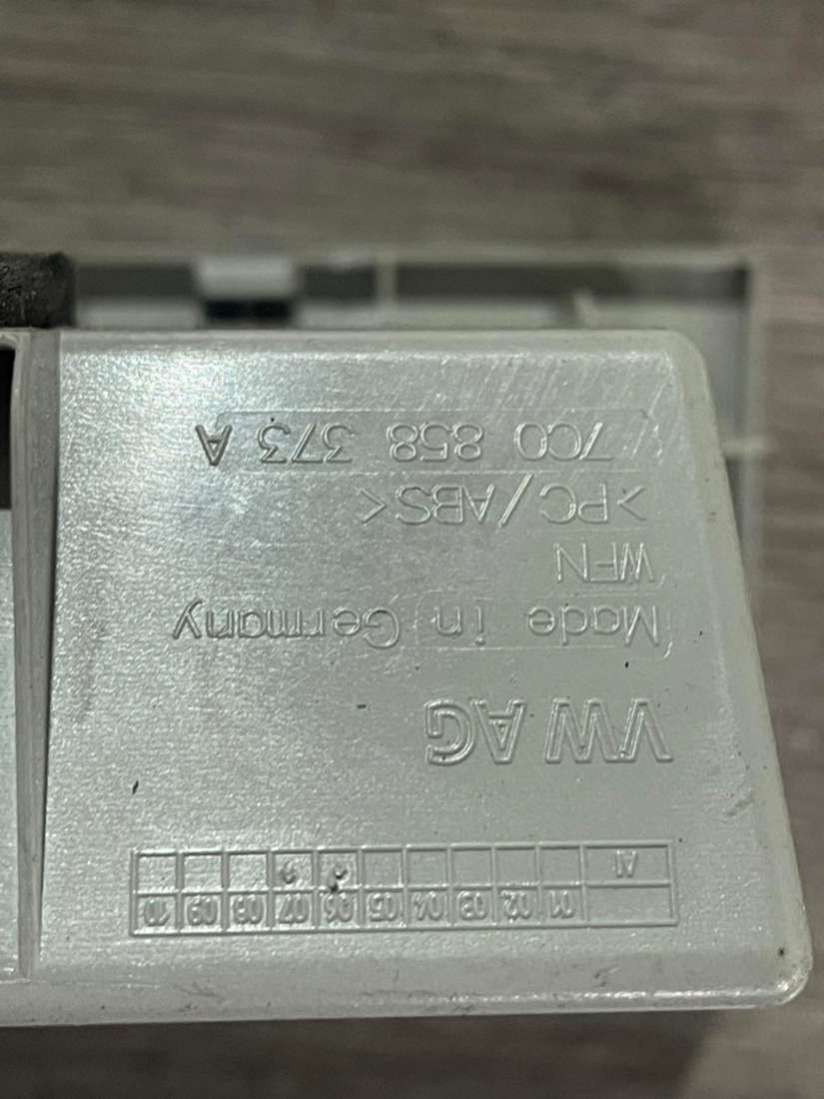 01 02 03 04 05 06 07 08 09 10
VW AG
Made in Germany
WFN
>PC/ABS<
7C0 858 373 A